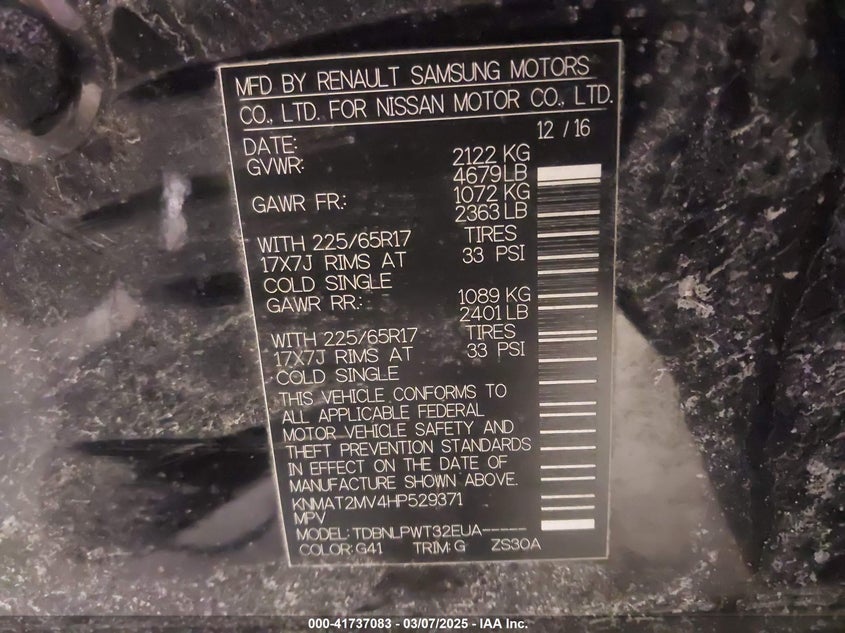 MFD BY RENAULT SAMSUNG MOTORS
CO., LTD. FOR NISSAN MOTOR CO., LTD.
DATE: 12 / 16
GVWR: 2122 KG
4679 LB
GAWR FR.: 1072 KG
2363 LB
WITH 225/65R17 TIRES
17X7J RIMS AT 33 PSI
COLD SINGLE
GAWR RR.: 1089 KG
2401 LB
WITH 225/65R17 TIRES
17X7J RIMS AT 33 PSI
COLD SINGLE
THIS VEHICLE CONFORMS TO
ALL APPLICABLE FEDERAL
MOTOR VEHICLE SAFETY AND
THEFT PREVENTION STANDARDS
IN EFFECT ON THE DATE OF
MANUFACTURE SHOWN ABOVE.
KNMAT2MV4HP529371
MPV
MODEL: TDBNLPWT32EUA-----
COLOR: G41 TRIM: G ZS30A
000-41737083 - 03/07/2025 - IAA Inc.